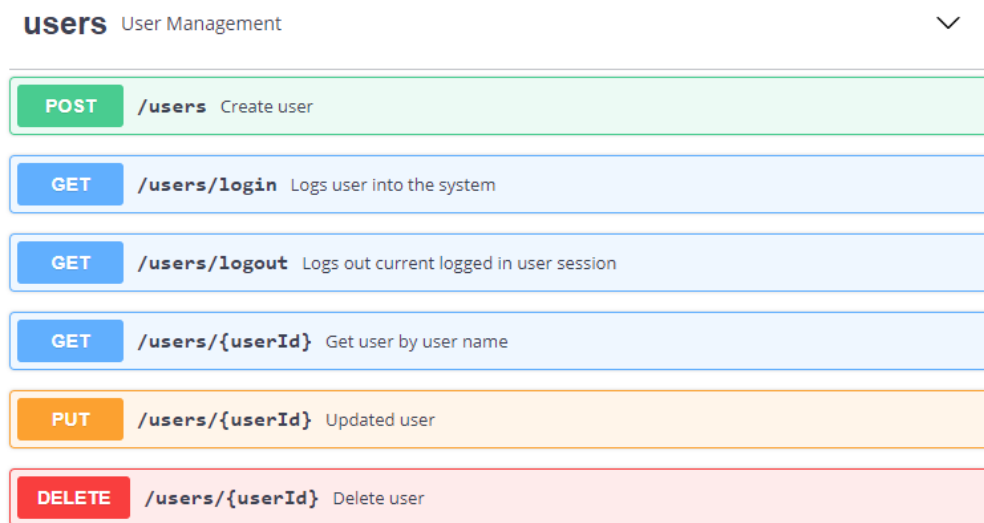 users User Management
POST /users Create user
GET /users/login Logs user into the system
GET /users/logout Logs out current logged in user session
GET /users/{userId} Get user by user name
PUT /users/{userId} Updated user
DELETE /users/{userId} Delete user